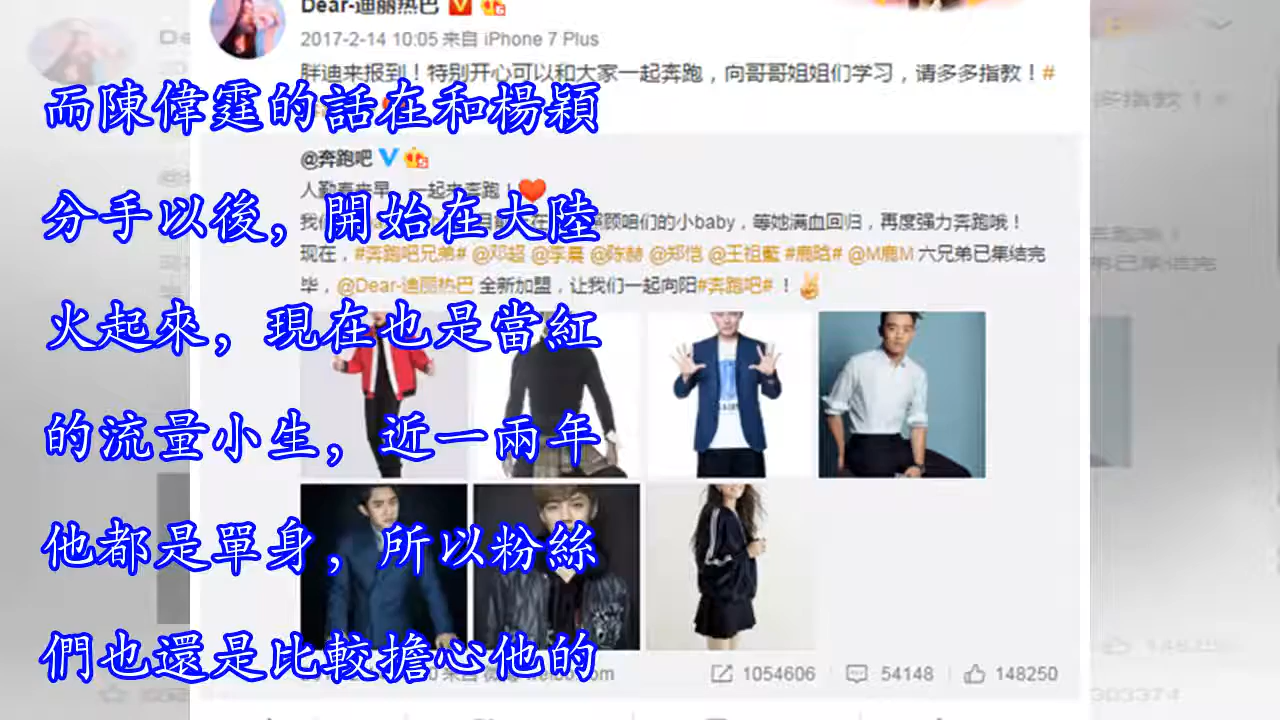 Dear-迪丽热巴
2017-2-14 10:05 来自 iPhone 7 Plus
胖迪来报到！特别开心可以和大家一起奔跑，向哥哥姐姐们学习，请多多指教！#
而陳偉霆的話在和楊穎
@奔跑吧
人勤春来早，一起来奔跑！
分手以後，開始在大陸
顾咱们的小baby，等她满血回归，再度强力奔跑哦！
现在，#奔跑吧兄弟# @邓超 @李晨 @陈赫 @郑恺 @王祖蓝 #鹿晗# @M鹿M 六兄弟已集结完
毕，@Dear-迪丽热巴 全新加盟，让我们一起向阳#奔跑吧#！
火起來，現在也是當紅
的流量小生，近一兩年
他都是單身，所以粉絲
們也還是比較擔心他的
1054606 54148 148250